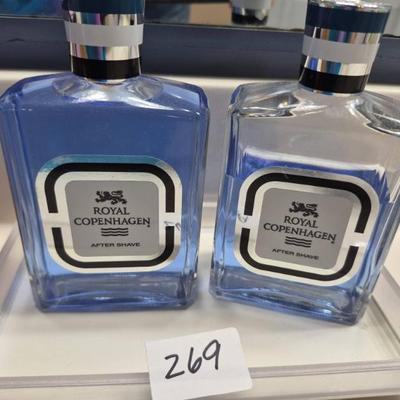 ROYAL
COPENHAGEN
AFTER SHAVE
ROYAL
COPENHAGEN
AFTER SHAVE
269